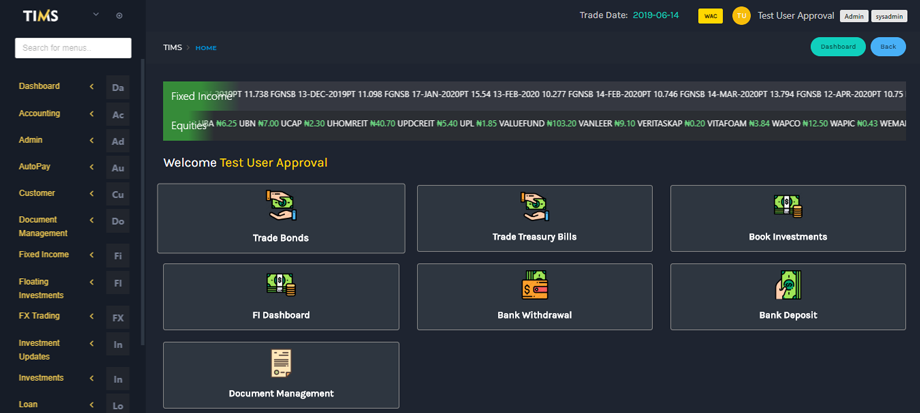 TIMS
Trade Date: 2019-06-14
WAC
TU
Test User Approval
Admin
sysadmin
Search for menus..
TIMS > HOME
Dashboard
Back
Dashboard Da
Accounting Ac
Admin Ad
AutoPay Au
Customer Cu
Document Do
Management
Fixed Income Fi
Floating Fl
Investments
FX Trading FX
Investment In
Updates
Investments In
Loan Lo
Fixed Income 2019PT 11.738 FGNSB 13-DEC-2019PT 11.098 FGNSB 17-JAN-2020PT 15.54 13-FEB-2020 10.277 FGNSB 14-FEB-2020PT 10.746 FGNSB 14-MAR-2020PT 13.794 FGNSB 12-APR-2020PT 10.75
Equities UBA ₦6.25 UBN ₦7.00 UCAP ₦2.30 UHOMREIT ₦40.70 UPDCREIT ₦5.40 UPL ₦1.85 VALUEFUND ₦103.20 VANLEER ₦9.10 VERITASKAP ₦0.20 VITAFOAM ₦3.84 WAPCO ₦12.50 WAPIC ₦0.43 WEMA
Welcome Test User Approval
Trade Bonds
Trade Treasury Bills
Book Investments
FI Dashboard
Bank Withdrawal
Bank Deposit
Document Management